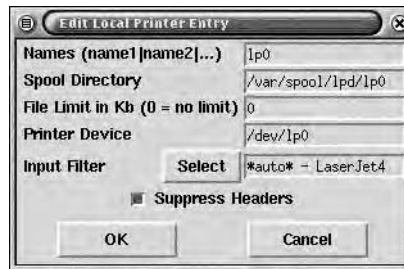 Edit Local Printer Entry
Names (name1|name2|...) lp0
Spool Directory /var/spool/lpd/lp0
File Limit in Kb (0 = no limit) 0
Printer Device /dev/lp0
Input Filter Select *auto* - LaserJet4
Suppress Headers
OK Cancel